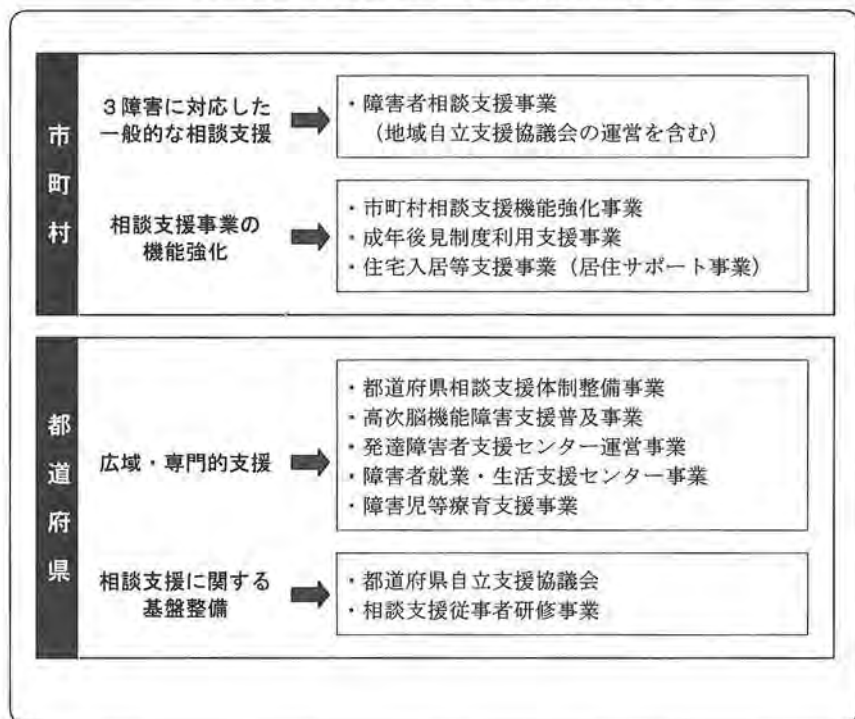 市町村
3障害に対応した
一般的な相談支援
・障害者相談支援事業
（地域自立支援協議会の運営を含む）
相談支援事業の
機能強化
・市町村相談支援機能強化事業
・成年後見制度利用支援事業
・住宅入居等支援事業（居住サポート事業）
都道府県
広域・専門的支援
・都道府県相談支援体制整備事業
・高次脳機能障害支援普及事業
・発達障害者支援センター運営事業
・障害者就業・生活支援センター事業
・障害児等療育支援事業
相談支援に関する
基盤整備
・都道府県自立支援協議会
・相談支援従事者研修事業